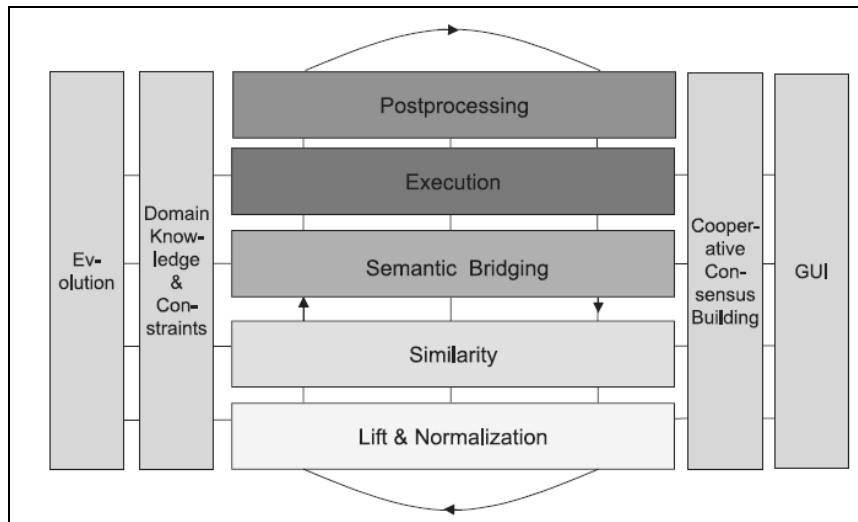 Postprocessing
Execution
Semantic Bridging
Similarity
Lift & Normalization
Ev-
olution
Domain
Know-
ledge
&
Con-
straints
Cooper-
ative
Con-
sensus
Building
GUI